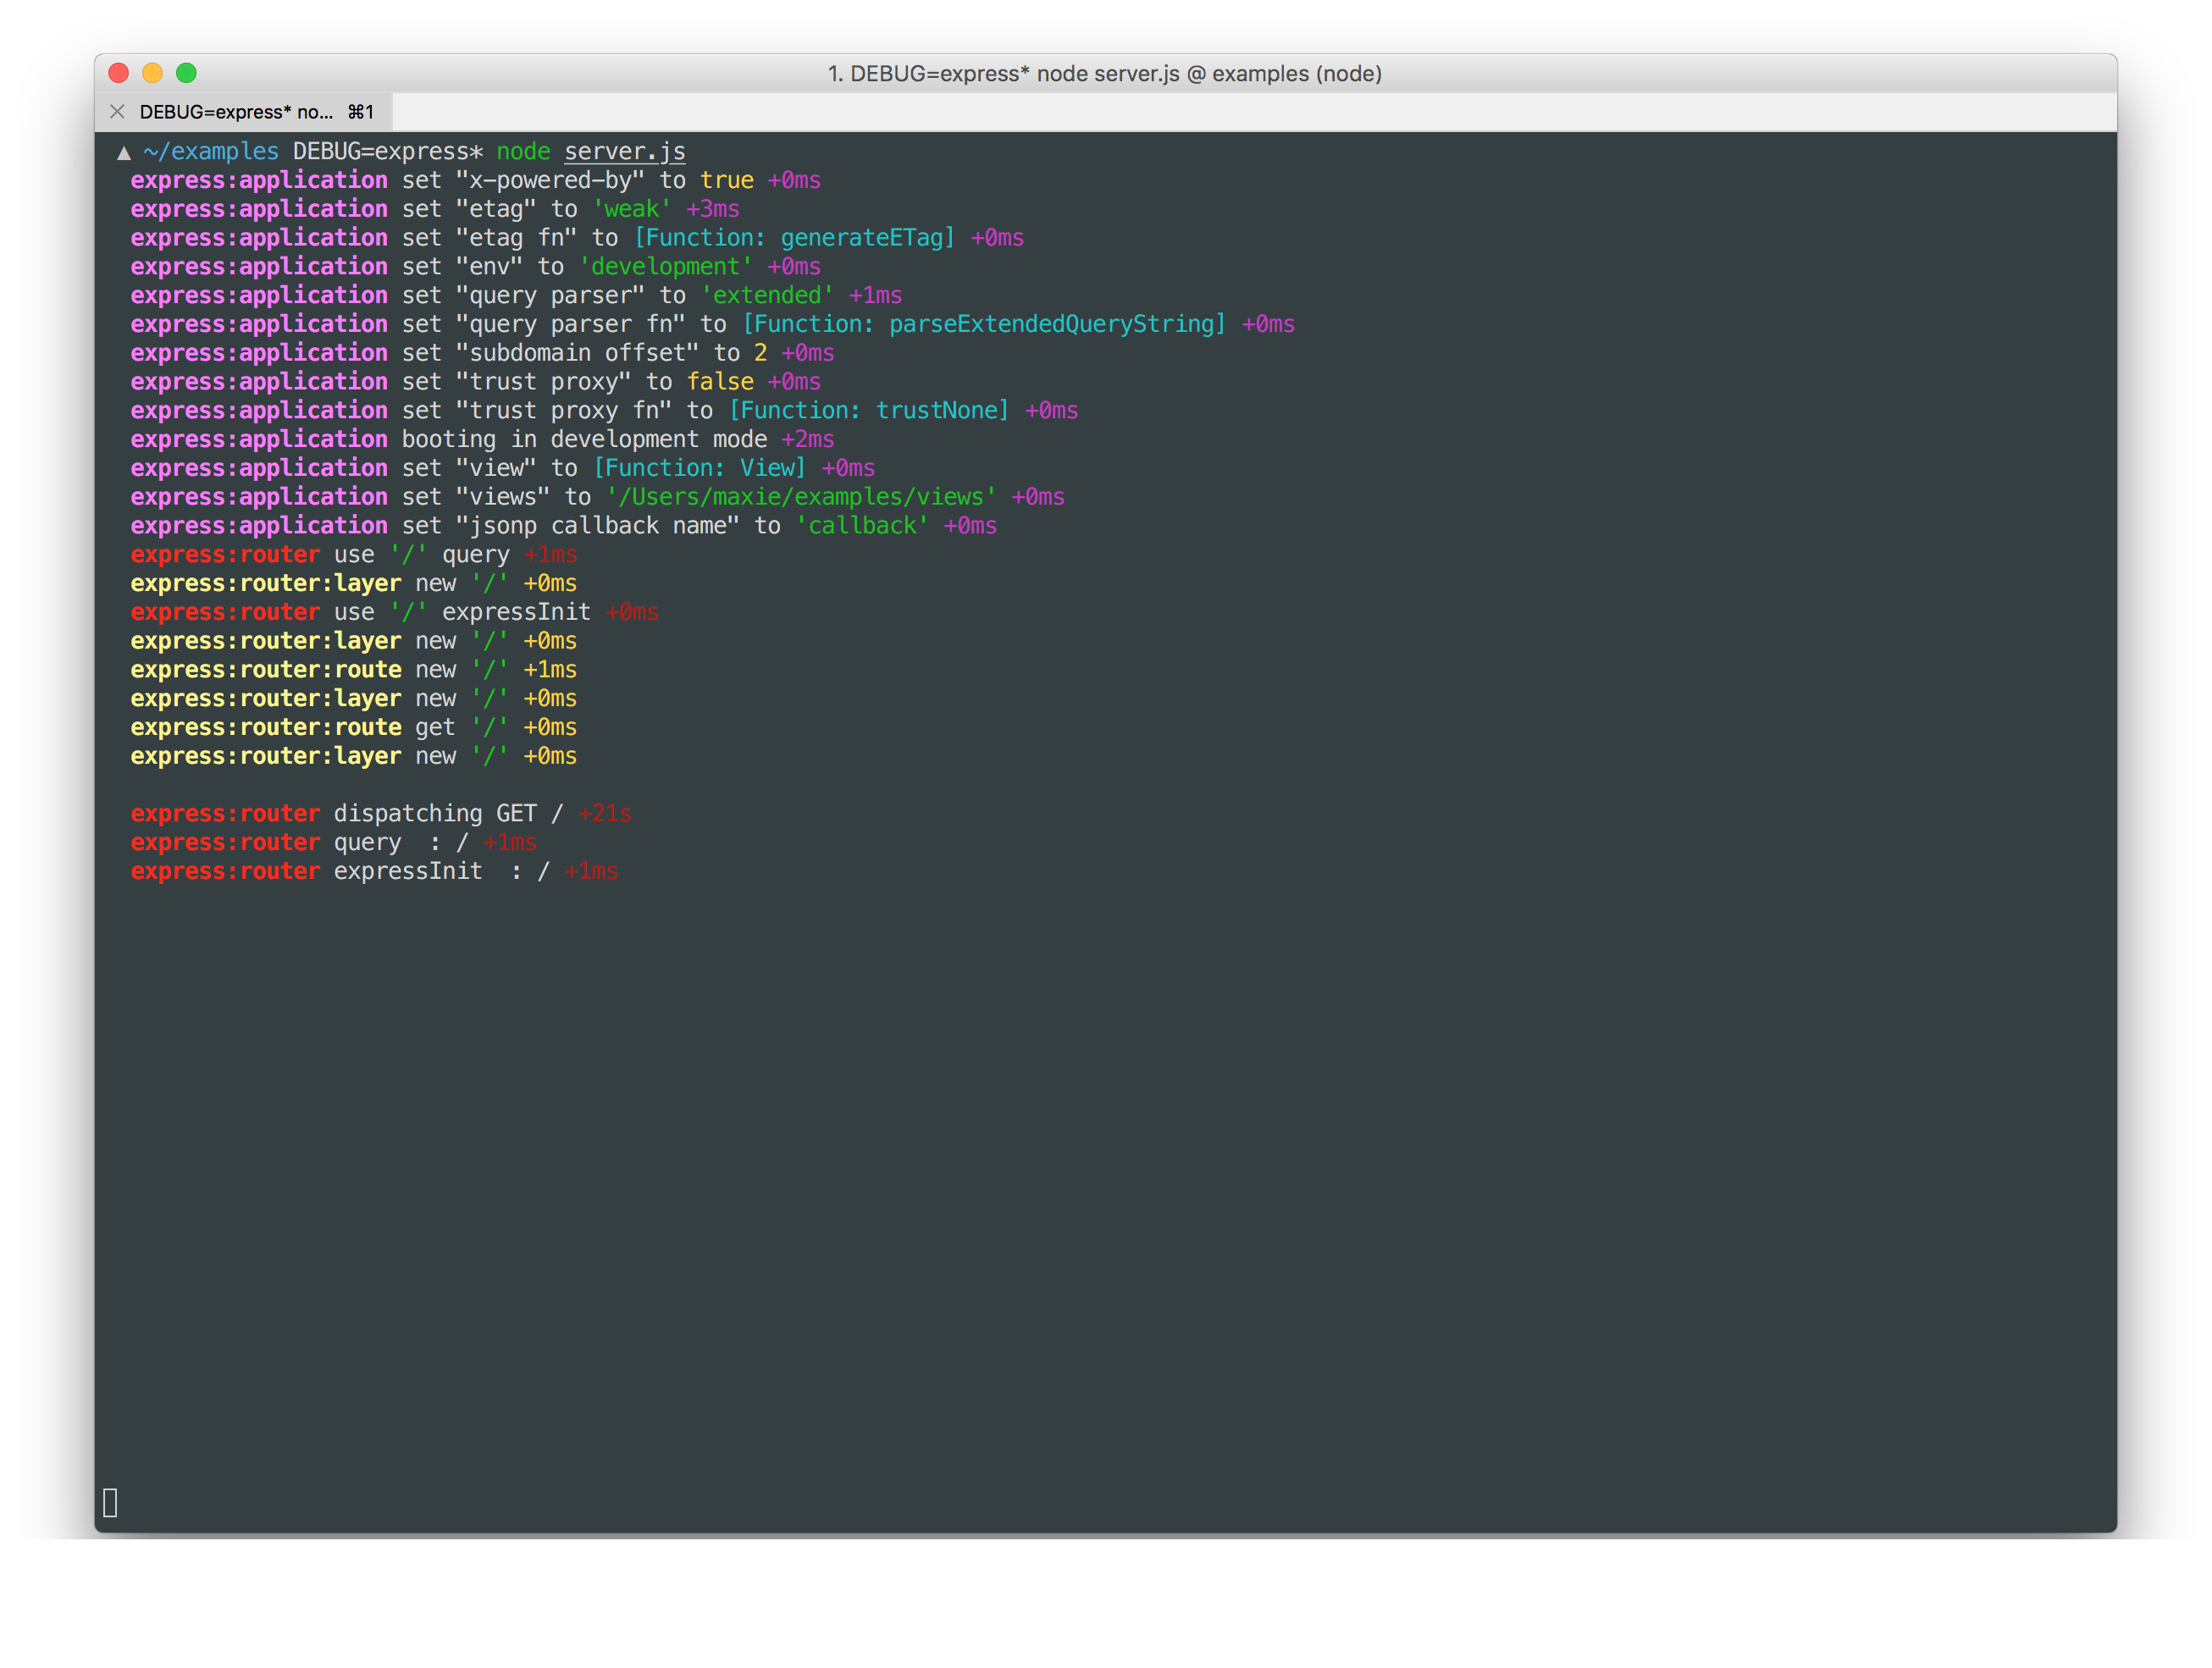 1. DEBUG=express* node server.js @ examples (node)
DEBUG=express* no... ⌘1
▲ ~/examples DEBUG=express* node server.js
express:application set "x-powered-by" to true +0ms
express:application set "etag" to 'weak' +3ms
express:application set "etag fn" to [Function: generateETag] +0ms
express:application set "env" to 'development' +0ms
express:application set "query parser" to 'extended' +1ms
express:application set "query parser fn" to [Function: parseExtendedQueryString] +0ms
express:application set "subdomain offset" to 2 +0ms
express:application set "trust proxy" to false +0ms
express:application set "trust proxy fn" to [Function: trustNone] +0ms
express:application booting in development mode +2ms
express:application set "view" to [Function: View] +0ms
express:application set "views" to '/Users/maxie/examples/views' +0ms
express:application set "jsonp callback name" to 'callback' +0ms
express:router use '/' query +1ms
express:router:layer new '/' +0ms
express:router use '/' expressInit +0ms
express:router:layer new '/' +0ms
express:router:route new '/' +1ms
express:router:layer new '/' +0ms
express:router:route get '/' +0ms
express:router:layer new '/' +0ms
express:router dispatching GET / +21s
express:router query  : / +1ms
express:router expressInit  : / +1ms